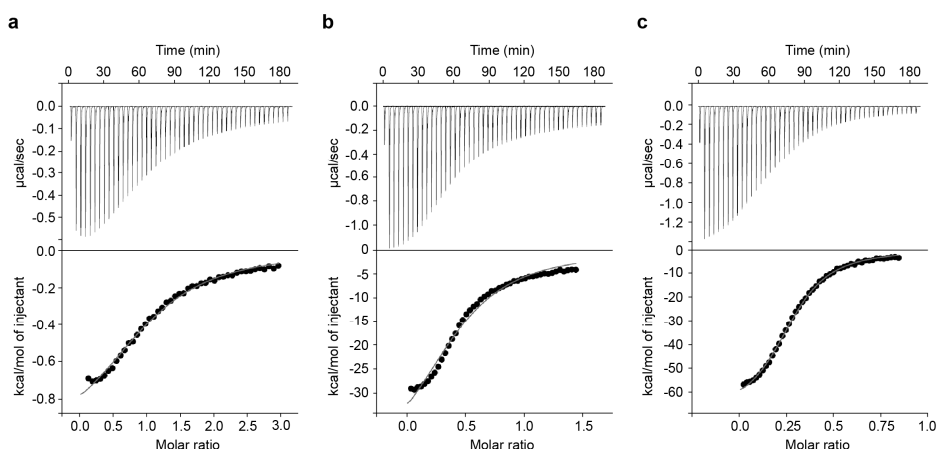 a
Time (min)
0 30 60 90 120 150 180
0.0
-0.1
-0.2
-0.3
-0.4
-0.5
µcal/sec
0.0
-0.2
-0.4
-0.6
-0.8
kcal/mol of injectant
0.0 0.5 1.0 1.5 2.0 2.5 3.0
Molar ratio
b
Time (min)
0 30 60 90 120 150 180
0.0
-0.2
-0.4
-0.6
-0.8
-1.0
µcal/sec
0
-5
-10
-15
-20
-25
-30
kcal/mol of injectant
0.0 0.5 1.0 1.5
Molar ratio
c
Time (min)
0 30 60 90 120 150 180
0.0
-0.2
-0.4
-0.6
-0.8
-1.0
-1.2
µcal/sec
0
-10
-20
-30
-40
-50
-60
kcal/mol of injectant
0.0 0.25 0.5 0.75 1.0
Molar ratio